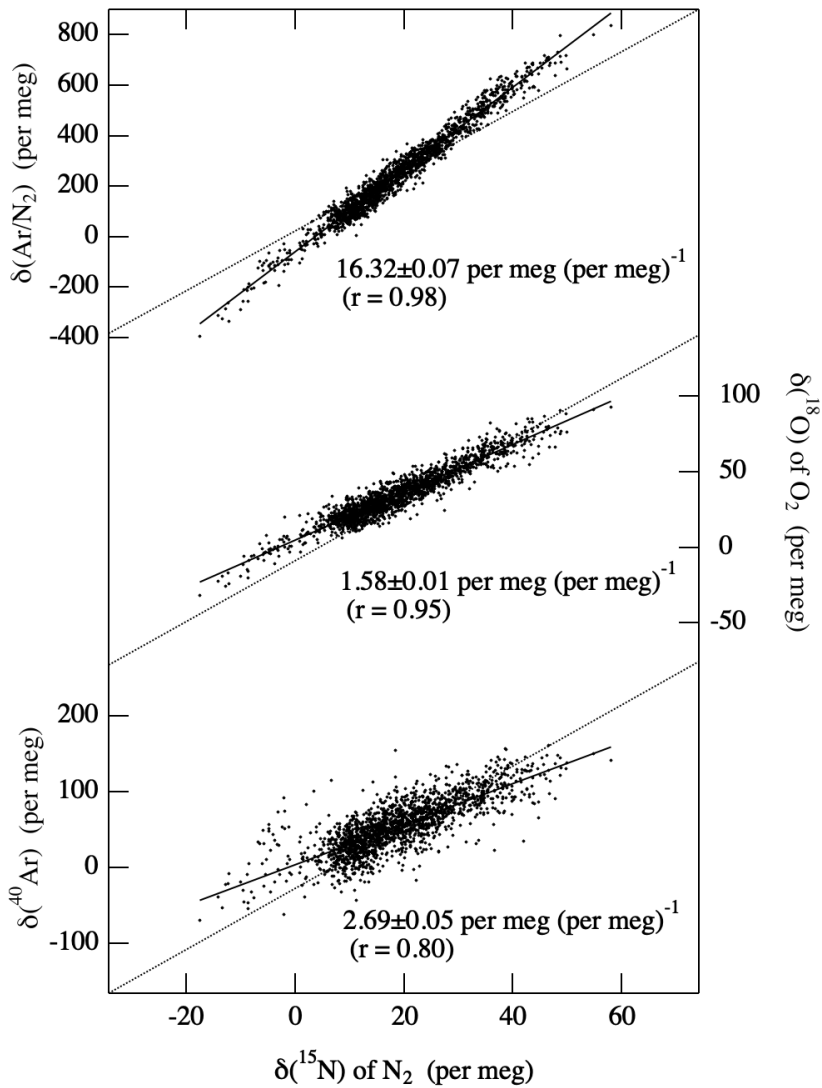 800
600
400
200
0
-200
-400
δ(Ar/N₂) (per meg)
16.32±0.07 per meg (per meg)⁻¹
(r = 0.98)
100
50
0
-50
δ(¹⁸O) of O₂ (per meg)
1.58±0.01 per meg (per meg)⁻¹
(r = 0.95)
200
100
0
-100
δ(⁴⁰Ar) (per meg)
2.69±0.05 per meg (per meg)⁻¹
(r = 0.80)
-20 0 20 40 60
δ(¹⁵N) of N₂ (per meg)